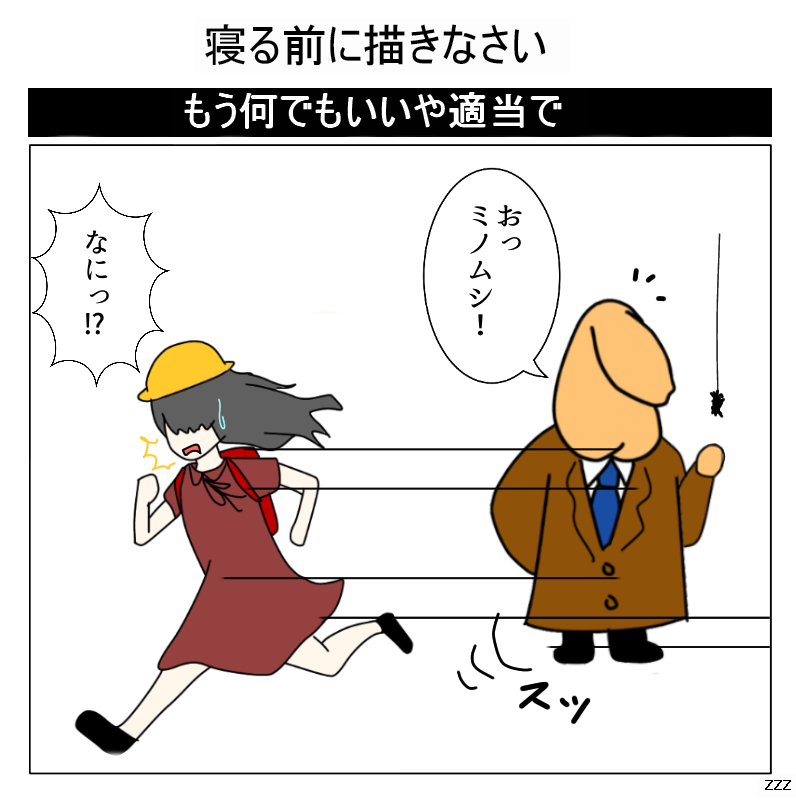 寝る前に描きなさい
もう何でもいいや適当で
おっ
ミノムシ！
なにっ!?
スッ
zzz